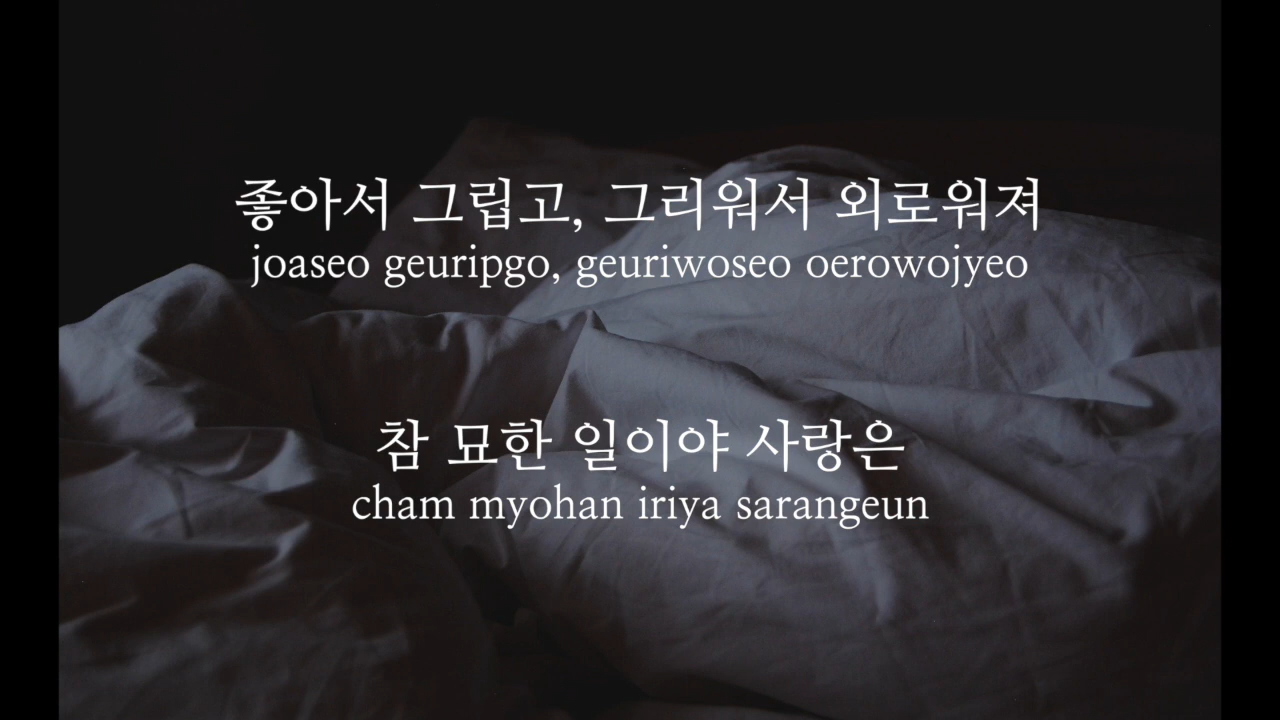 좋아서 그립고, 그리워서 외로워져
joaseo geuripgo, geuriwoseo oerowojyeo
참 묘한 일이야 사랑은
cham myohan iriya sarangeun